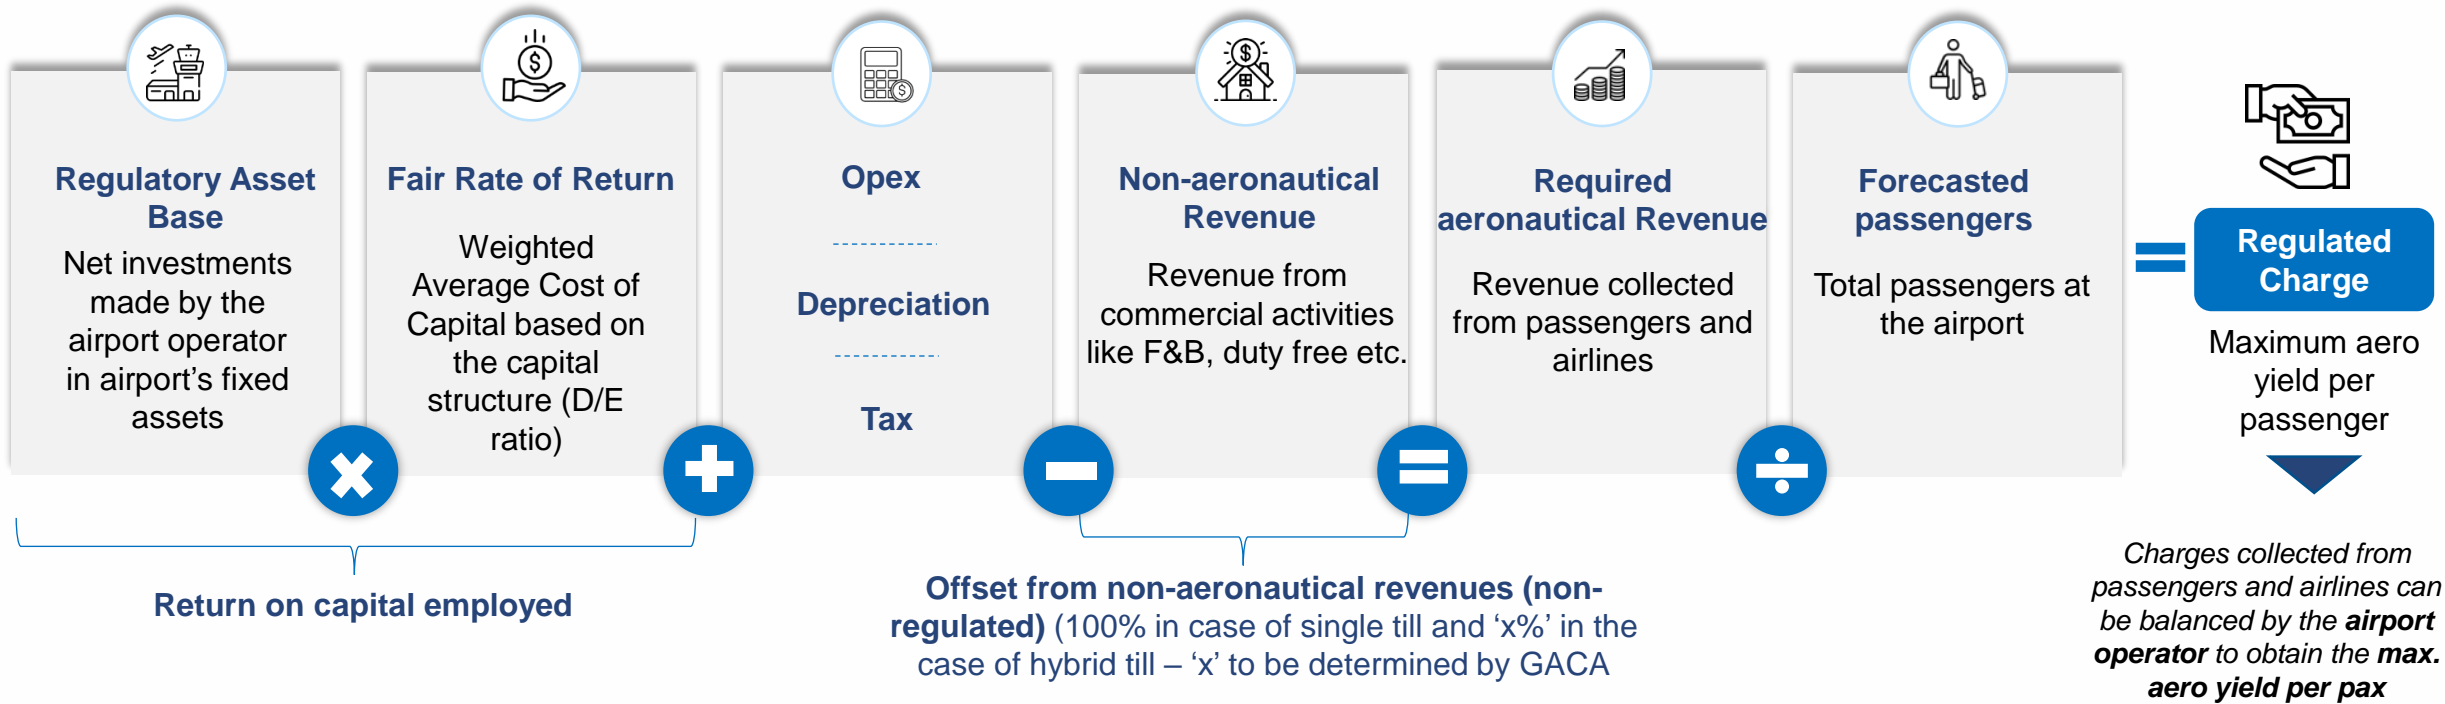 Regulatory Asset
Base
Net investments
made by the
airport operator
in airport’s fixed
assets
Fair Rate of Return
Weighted
Average Cost of
Capital based on
the capital
structure (D/E
ratio)
Opex
Depreciation
Tax
Non-aeronautical
Revenue
Revenue from
commercial activities
like F&B, duty free etc.
Required
aeronautical Revenue
Revenue collected
from passengers and
airlines
Forecasted
passengers
Total passengers at
the airport
Regulated
Charge
Maximum aero
yield per
passenger
Return on capital employed
Offset from non-aeronautical revenues (non-
regulated) (100% in case of single till and ‘x%’ in the
case of hybrid till – ‘x’ to be determined by GACA
Charges collected from
passengers and airlines can
be balanced by the airport
operator to obtain the max.
aero yield per pax